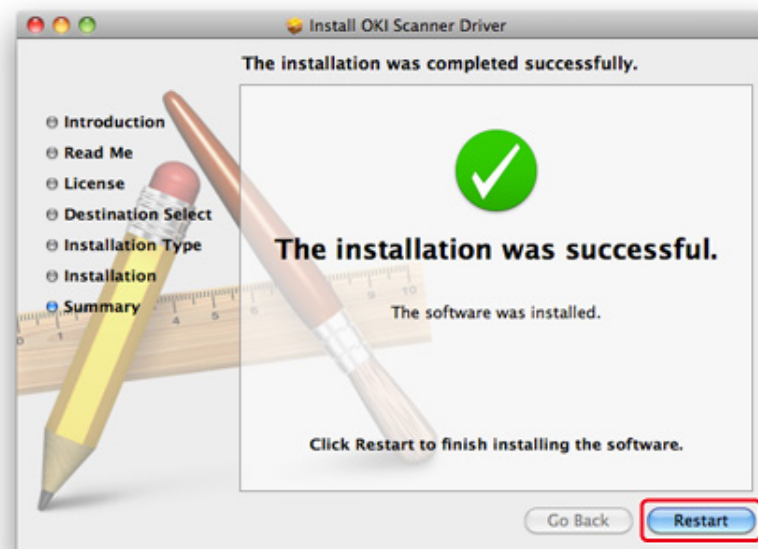 Install OKI Scanner Driver
The installation was completed successfully.
Introduction
Read Me
License
Destination Select
Installation Type
Installation
Summary
The installation was successful.
The software was installed.
Click Restart to finish installing the software.
Go Back
Restart